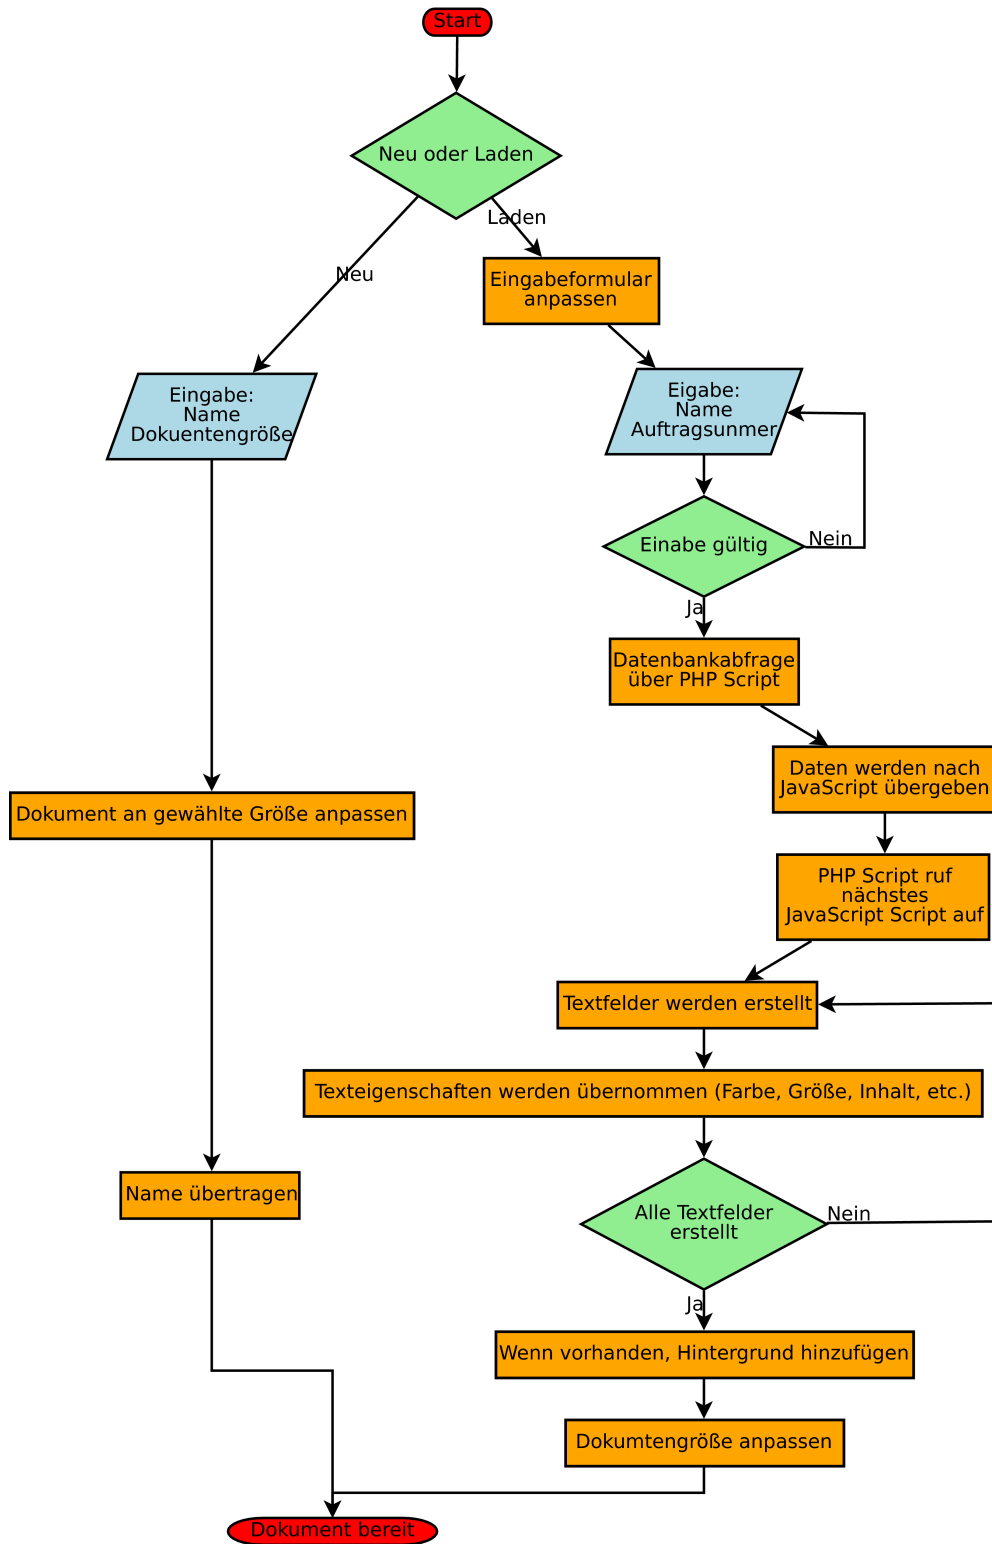 Start
Neu oder Laden
Laden
Neu
Eingabeformular
anpassen
Eingabe:
Name
Dokuentengröße
Eigabe:
Name
Auftragsunmer
Einabe gültig
Nein
Ja
Datenbankabfrage
über PHP Script
Daten werden nach
JavaScript übergeben
Dokument an gewählte Größe anpassen
PHP Script ruf
nächstes
JavaScript Script auf
Textfelder werden erstellt
Texteigenschaften werden übernommen (Farbe, Größe, Inhalt, etc.)
Name übertragen
Alle Textfelder
erstellt
Nein
Ja
Wenn vorhanden, Hintergrund hinzufügen
Dokumtengröße anpassen
Dokument bereit